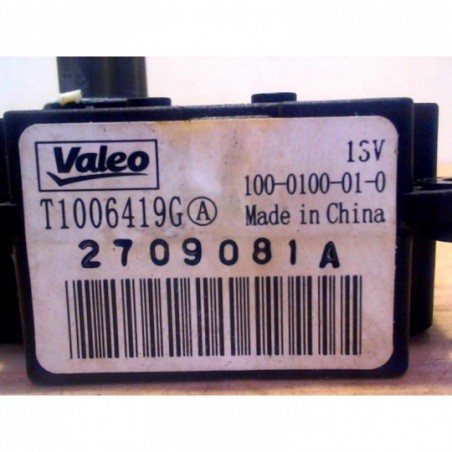 Valeo
13V
100-0100-01-0
T1006419G Ⓐ
Made in China
2709081A